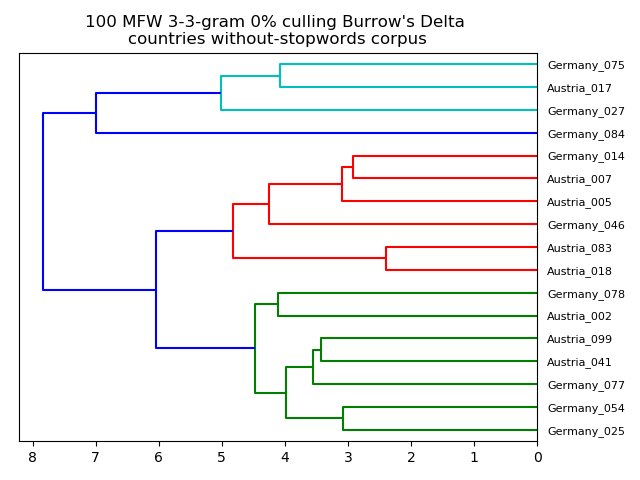 100 MFW 3-3-gram 0% culling Burrow's Delta
countries without-stopwords corpus
Germany_075
Austria_017
Germany_027
Germany_084
Germany_014
Austria_007
Austria_005
Germany_046
Austria_083
Austria_018
Germany_078
Austria_002
Austria_099
Austria_041
Germany_077
Germany_054
Germany_025
8 7 6 5 4 3 2 1 0